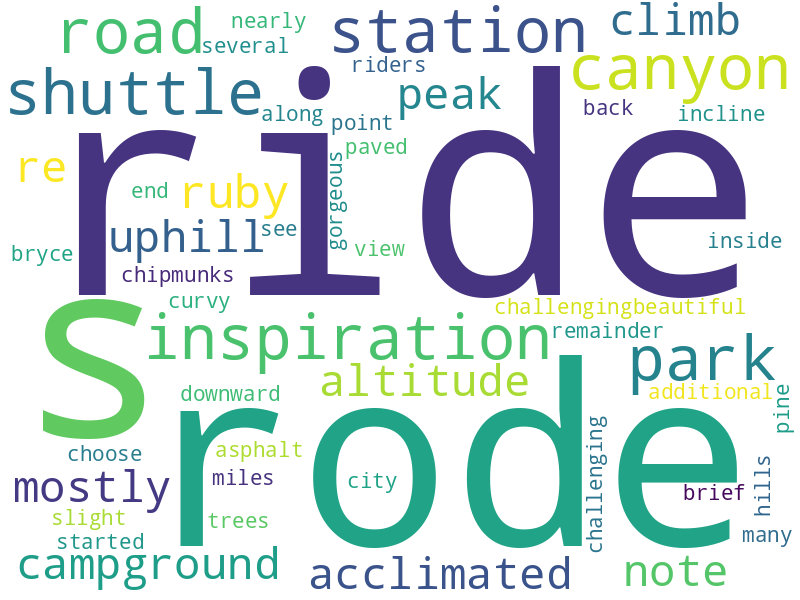 road
nearly
several
station
climb
shuttle
riders
peak
canyon
along
point
back
incline
ride
re
end
ruby
paved
gorgeous
uphill
see
view
inside
bryce
chipmunks
curvy
challengingbeautiful
s
inspiration
remainder
park
altitude
downward
additional
pine
rode
choose
asphalt
challenging
mostly
miles
city
brief
hills
slight
trees
started
many
campground
acclimated
note